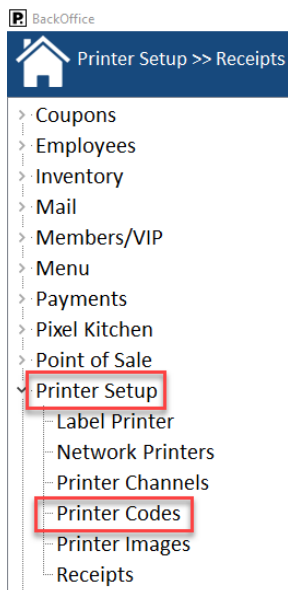 BackOffice
Printer Setup >> Receipts
Coupons
Employees
Inventory
Mail
Members/VIP
Menu
Payments
Pixel Kitchen
Point of Sale
Printer Setup
Label Printer
Network Printers
Printer Channels
Printer Codes
Printer Images
Receipts